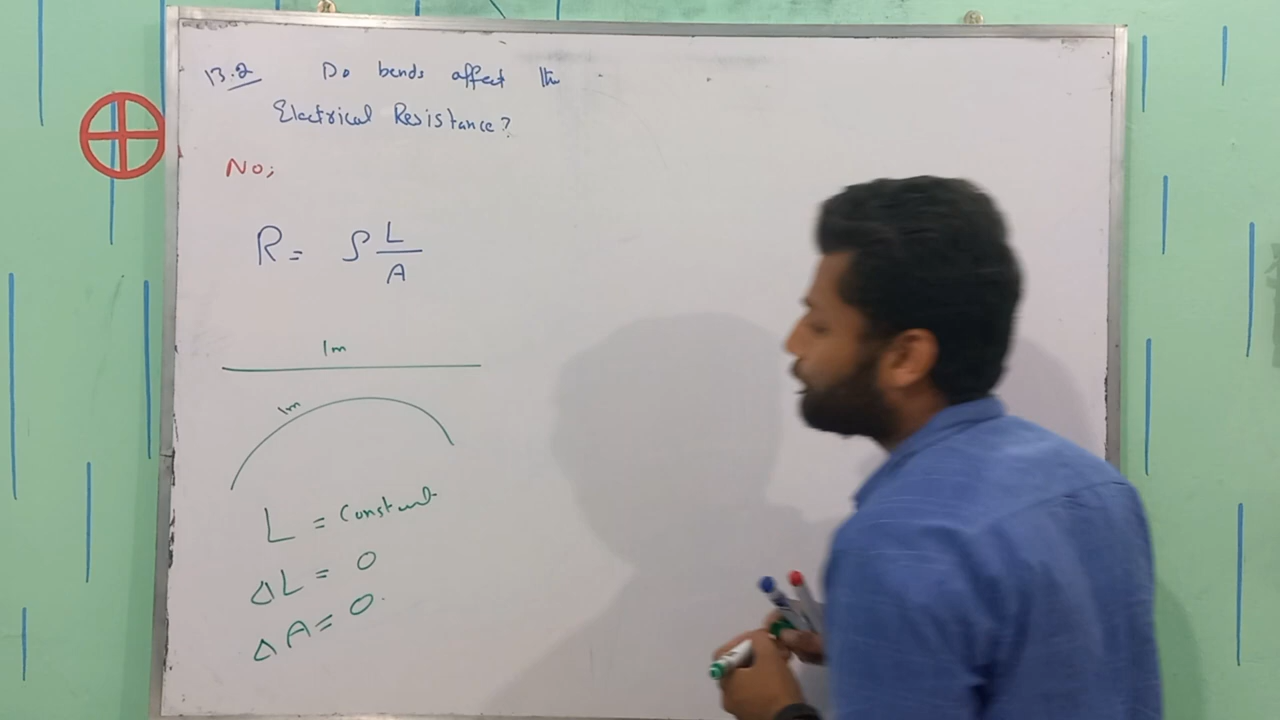 13.2 Do bends affect the
Electrical Resistance?
No;
R = ρ L/A
1m
1m
L = Constant
ΔL = 0
ΔA = 0